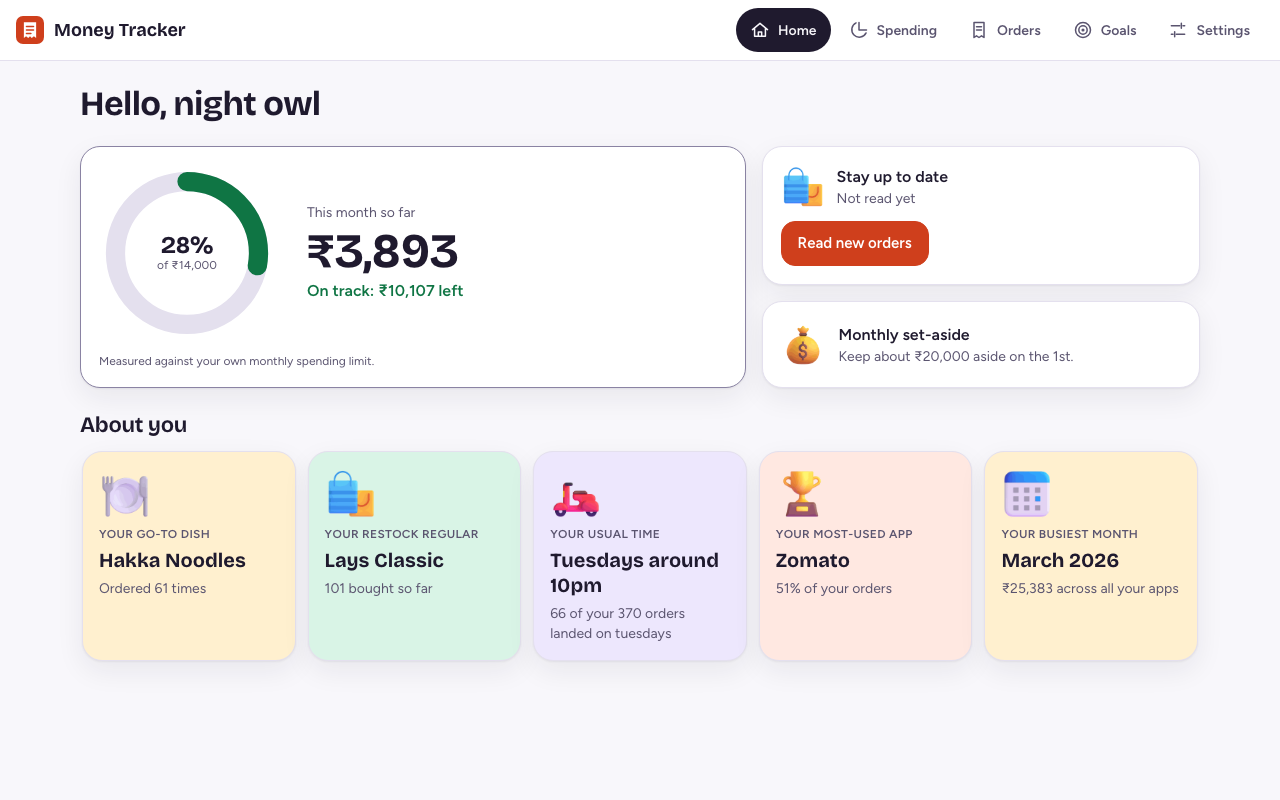 Money Tracker
Home
Spending
Orders
Goals
Settings
Hello, night owl
28%
of ₹14,000
This month so far
₹3,893
On track: ₹10,107 left
Measured against your own monthly spending limit.
Stay up to date
Not read yet
Read new orders
Monthly set-aside
Keep about ₹20,000 aside on the 1st.
About you
YOUR GO-TO DISH
Hakka Noodles
Ordered 61 times
YOUR RESTOCK REGULAR
Lays Classic
101 bought so far
YOUR USUAL TIME
Tuesdays around
10pm
66 of your 370 orders
landed on tuesdays
YOUR MOST-USED APP
Zomato
51% of your orders
YOUR BUSIEST MONTH
March 2026
₹25,383 across all your apps